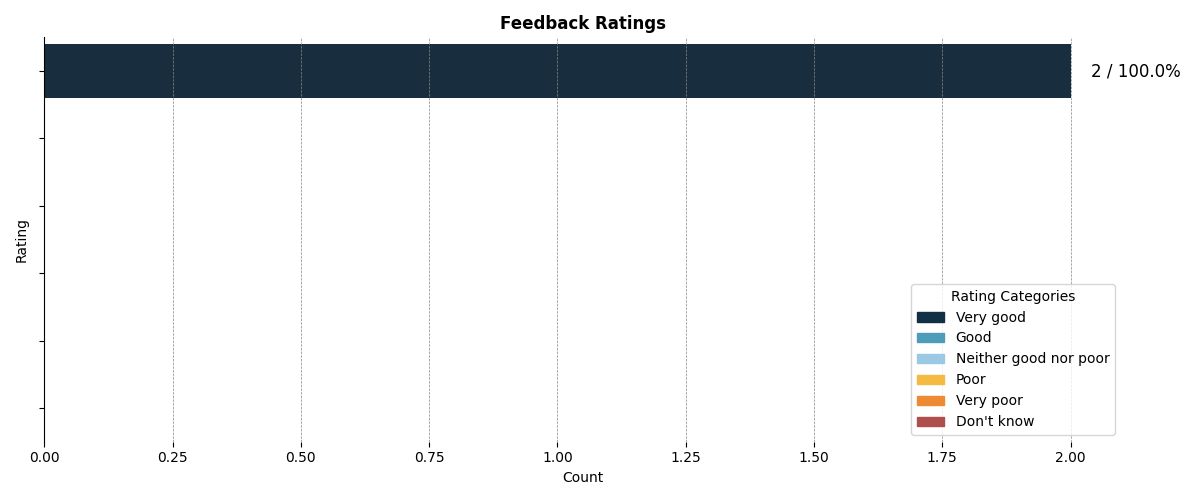 Feedback Ratings
2 / 100.0%
Rating
Rating Categories
Very good
Good
Neither good nor poor
Poor
Very poor
Don't know
0.00 0.25 0.50 0.75 1.00 1.25 1.50 1.75 2.00
Count